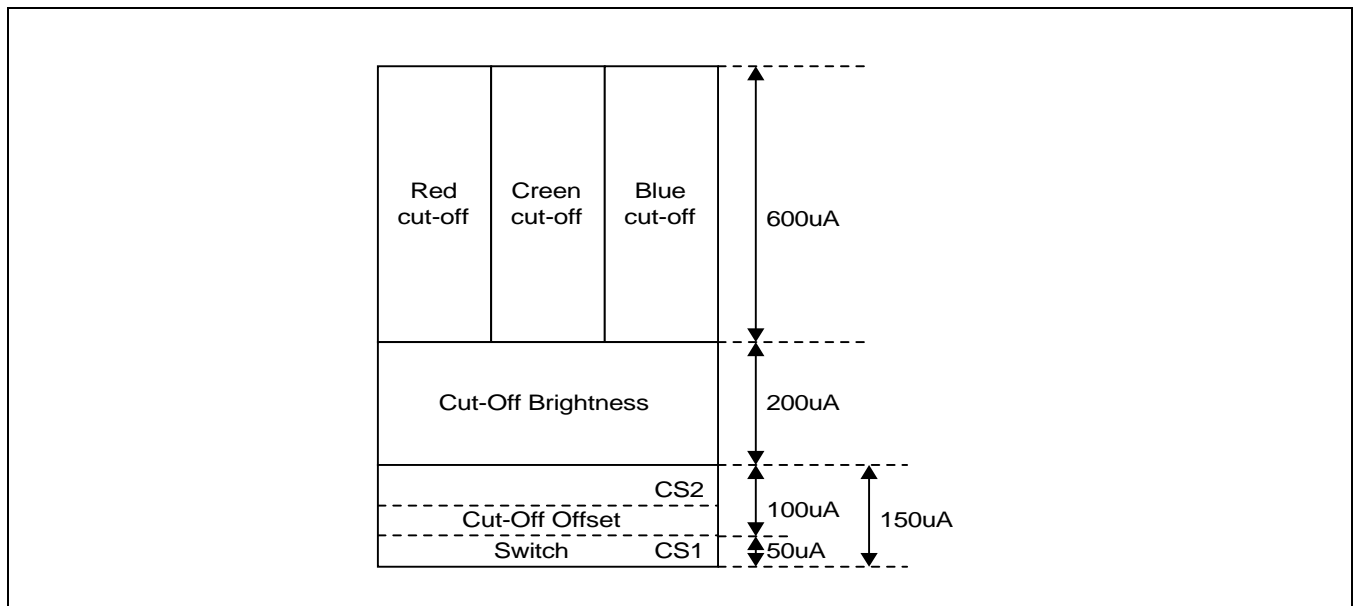 Red
cut-off
Creen
cut-off
Blue
cut-off
600uA
Cut-Off Brightness
200uA
CS2
100uA
150uA
Cut-Off Offset
Switch
CS1
50uA